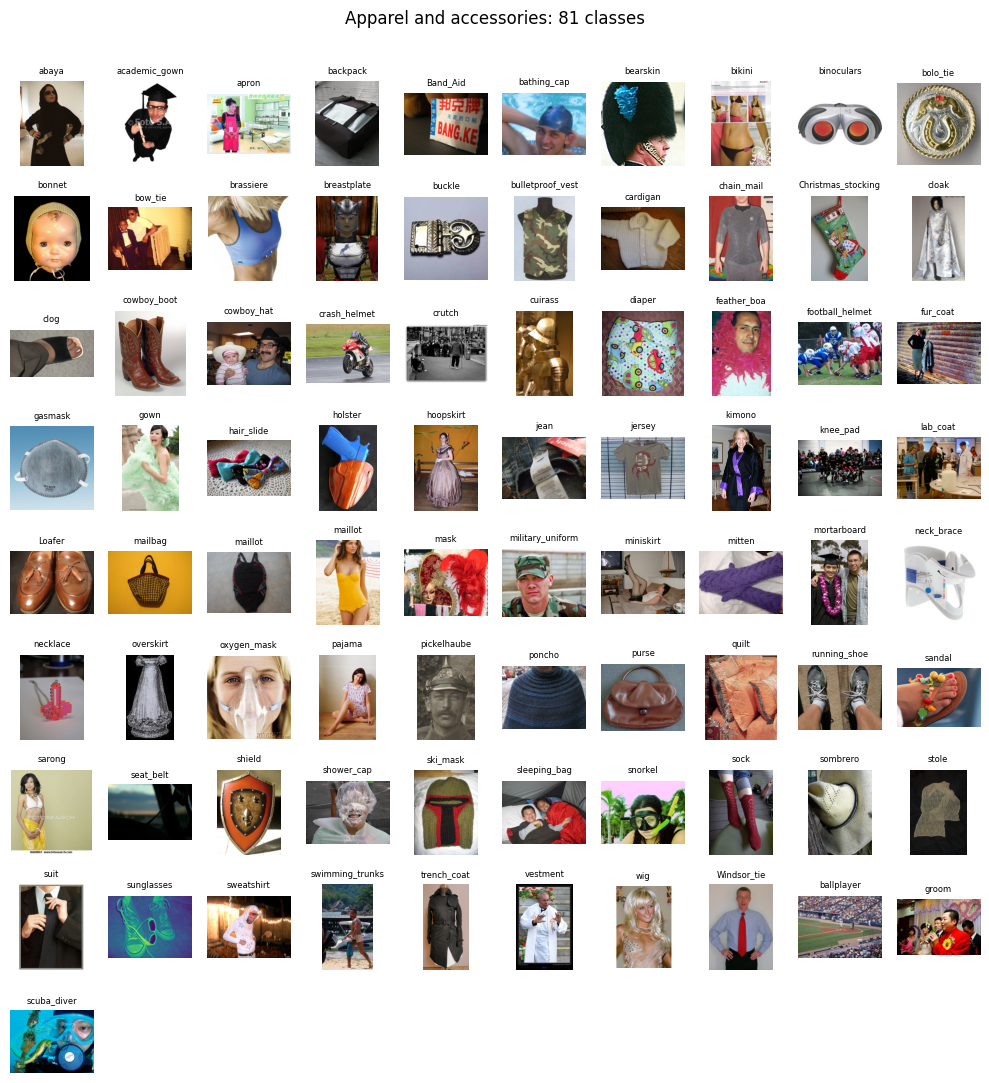 Apparel and accessories: 81 classes
abaya academic_gown apron backpack Band_Aid bathing_cap bearskin bikini binoculars bolo_tie
BANG.KE
bonnet bow_tie brassiere breastplate buckle bulletproof_vest cardigan chain_mail Christmas_stocking cloak
clog cowboy_boot cowboy_hat crash_helmet crutch cuirass diaper feather_boa football_helmet fur_coat
gasmask gown hair_slide holster hoopskirt jean jersey kimono knee_pad lab_coat
Loafer mailbag maillot maillot mask military_uniform miniskirt mitten mortarboard neck_brace
necklace overskirt oxygen_mask pajama pickelhaube poncho purse quilt running_shoe sandal
sarong seat_belt shield shower_cap ski_mask sleeping_bag snorkel sock sombrero stole
suit sunglasses sweatshirt swimming_trunks trench_coat vestment wig Windsor_tie ballplayer groom
scuba_diver